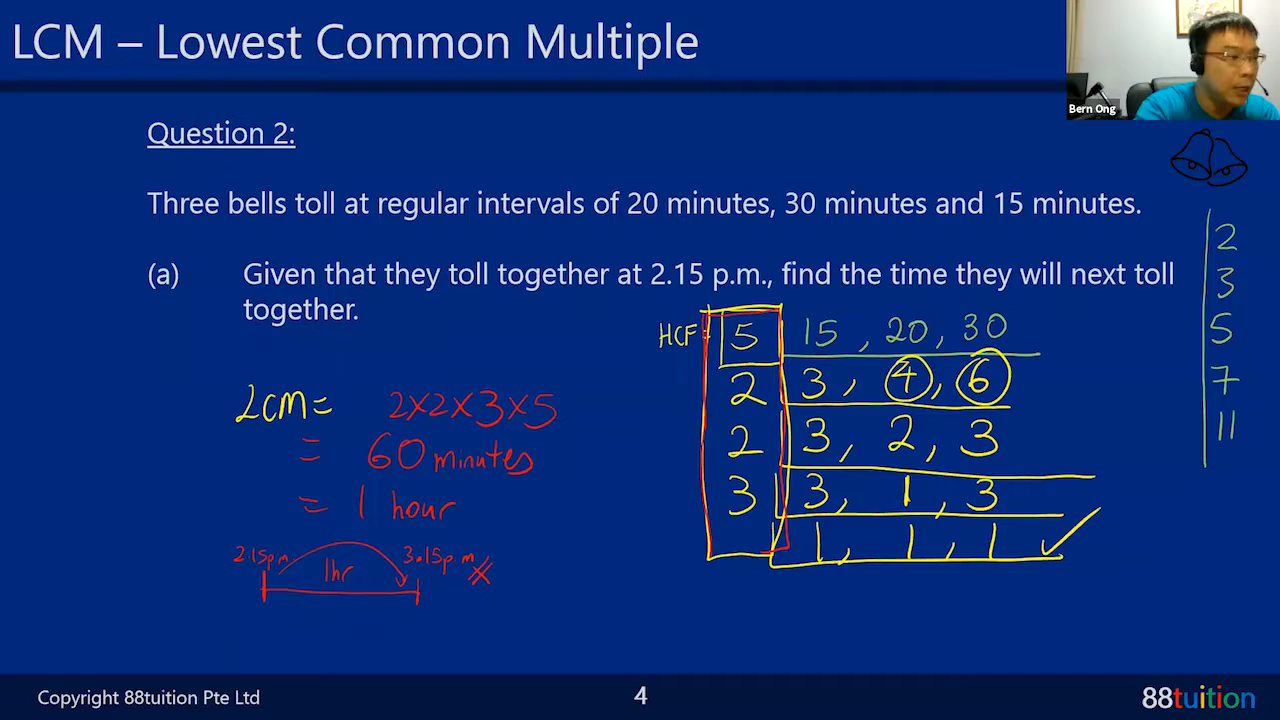 LCM – Lowest Common Multiple
Bern Ong
Question 2:
Three bells toll at regular intervals of 20 minutes, 30 minutes and 15 minutes.
(a) Given that they toll together at 2.15 p.m., find the time they will next toll
together.
HCF 5 15, 20, 30
2 3, 4, 6
2 3, 2, 3
3 3, 1, 3
1, 1, 1
LCM = 2×2×3×5
= 60 minutes
= 1 hour
2.15pm 1hr 3.15pm
2
3
5
7
11
Copyright 88tuition Pte Ltd
4
88tuition